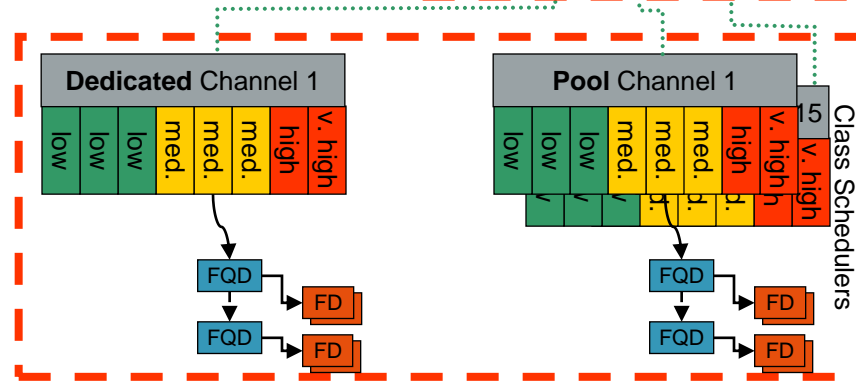 Dedicated Channel 1
low
low
low
med.
med.
med.
high
v. high
FQD
FD
FQD
FD
Pool Channel 1
15
low
low
low
med.
med.
med.
high
v. high
v. high
FQD
FD
FQD
FD
Class Schedulers